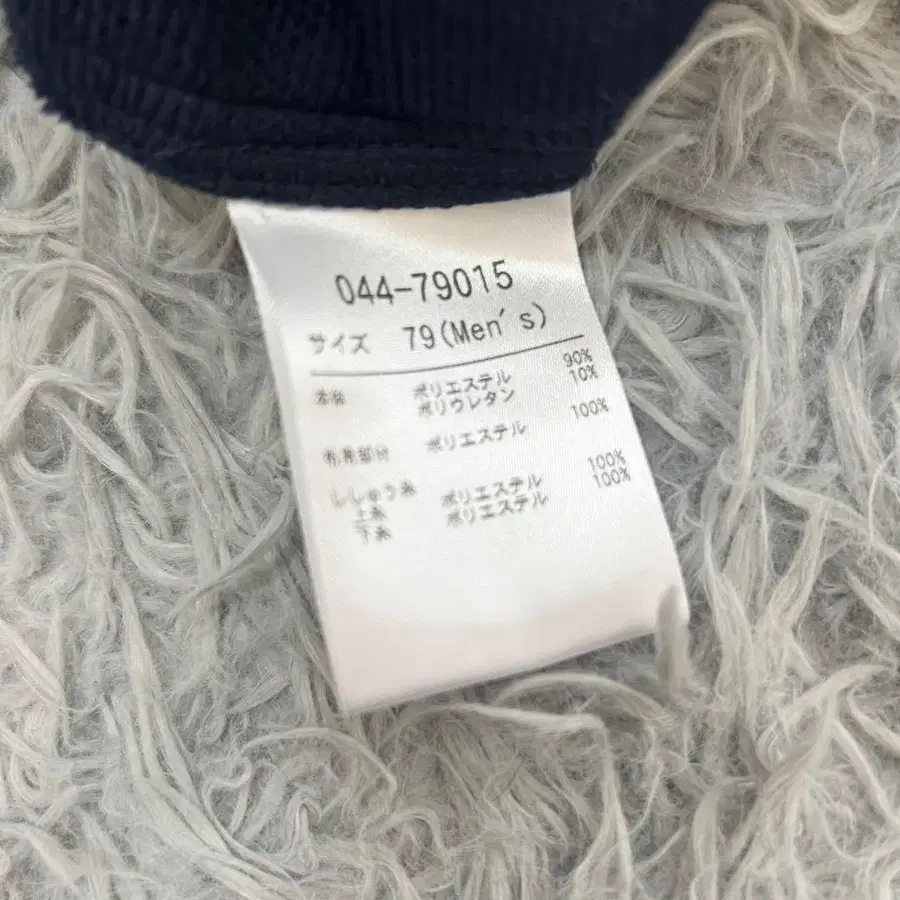 044-79015
サイズ 79(Men's)
本体 ポリエステル 90%
ポリウレタン 10%
別布部分 ポリエステル 100%
ししゅう糸
上糸 ポリエステル 100%
下糸 ポリエステル 100%